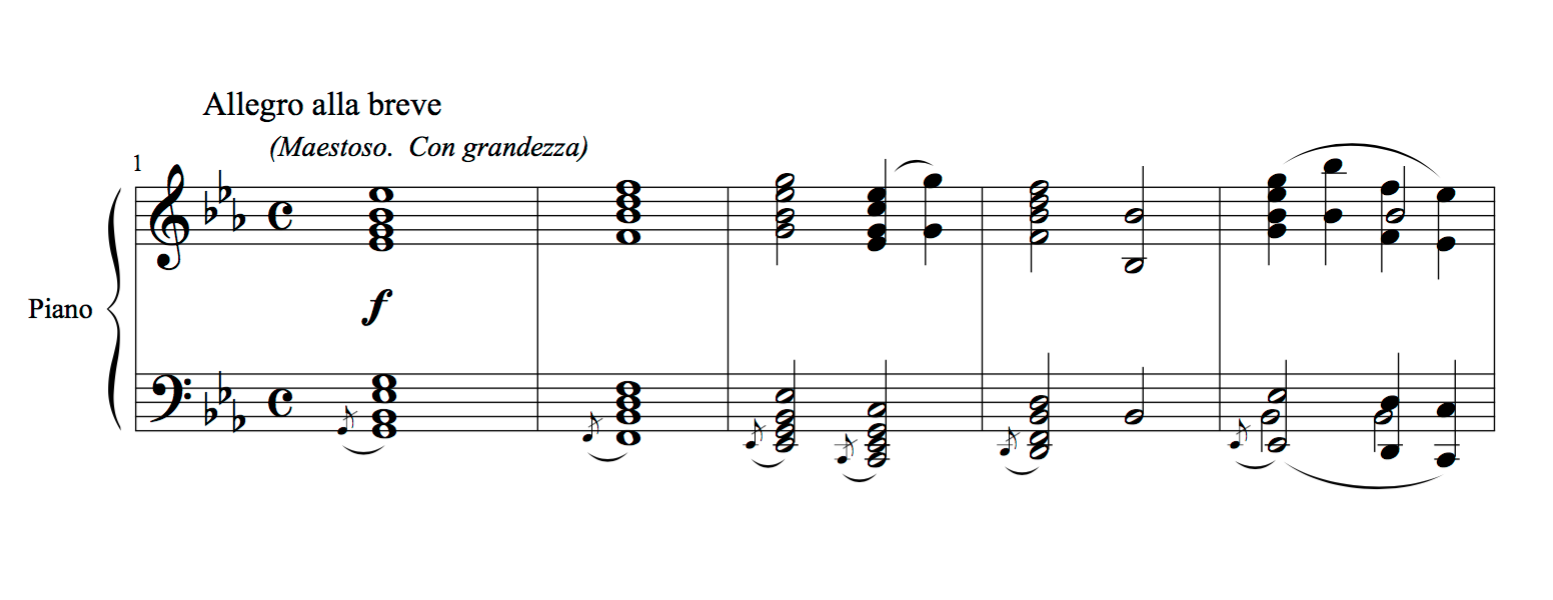 Allegro alla breve
(Maestoso. Con grandezza)
1
f
Piano